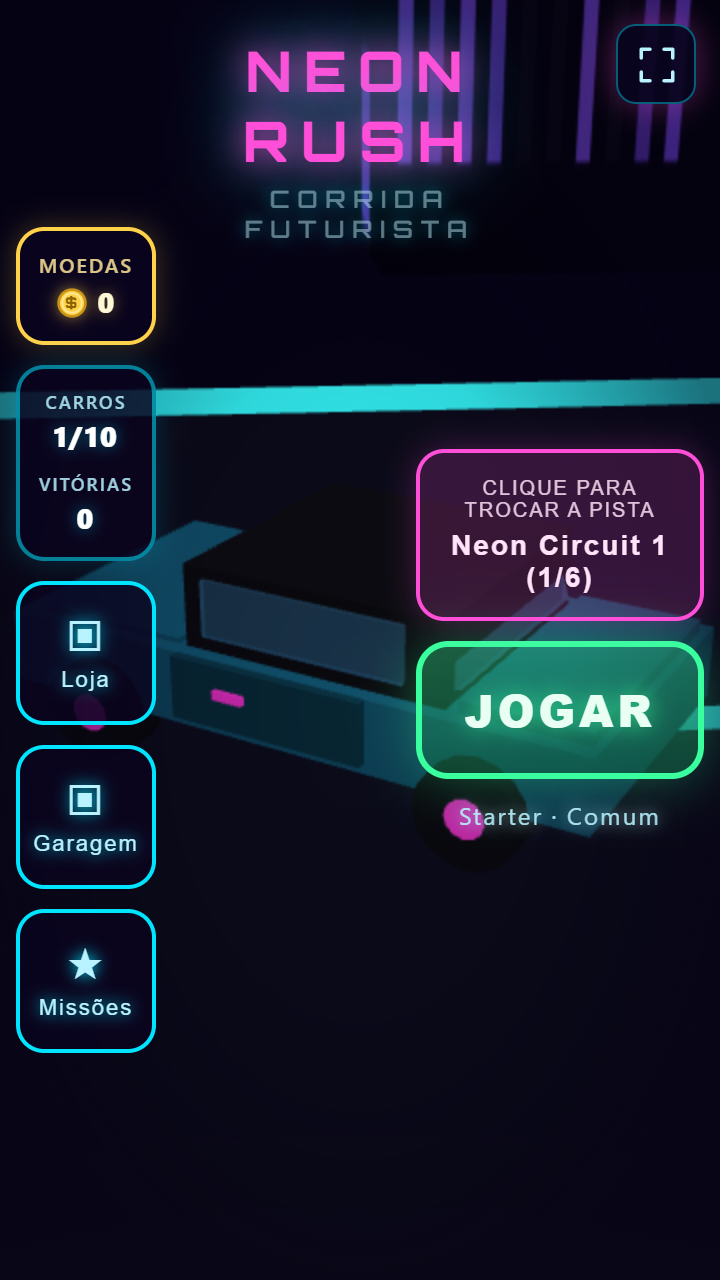 NEON
RUSH
CORRIDA
FUTURISTA
MOEDAS
$ 0
CARROS
1/10
VITÓRIAS
0
Loja
Garagem
Missões
CLIQUE PARA
TROCAR A PISTA
Neon Circuit 1
(1/6)
JOGAR
Starter · Comum